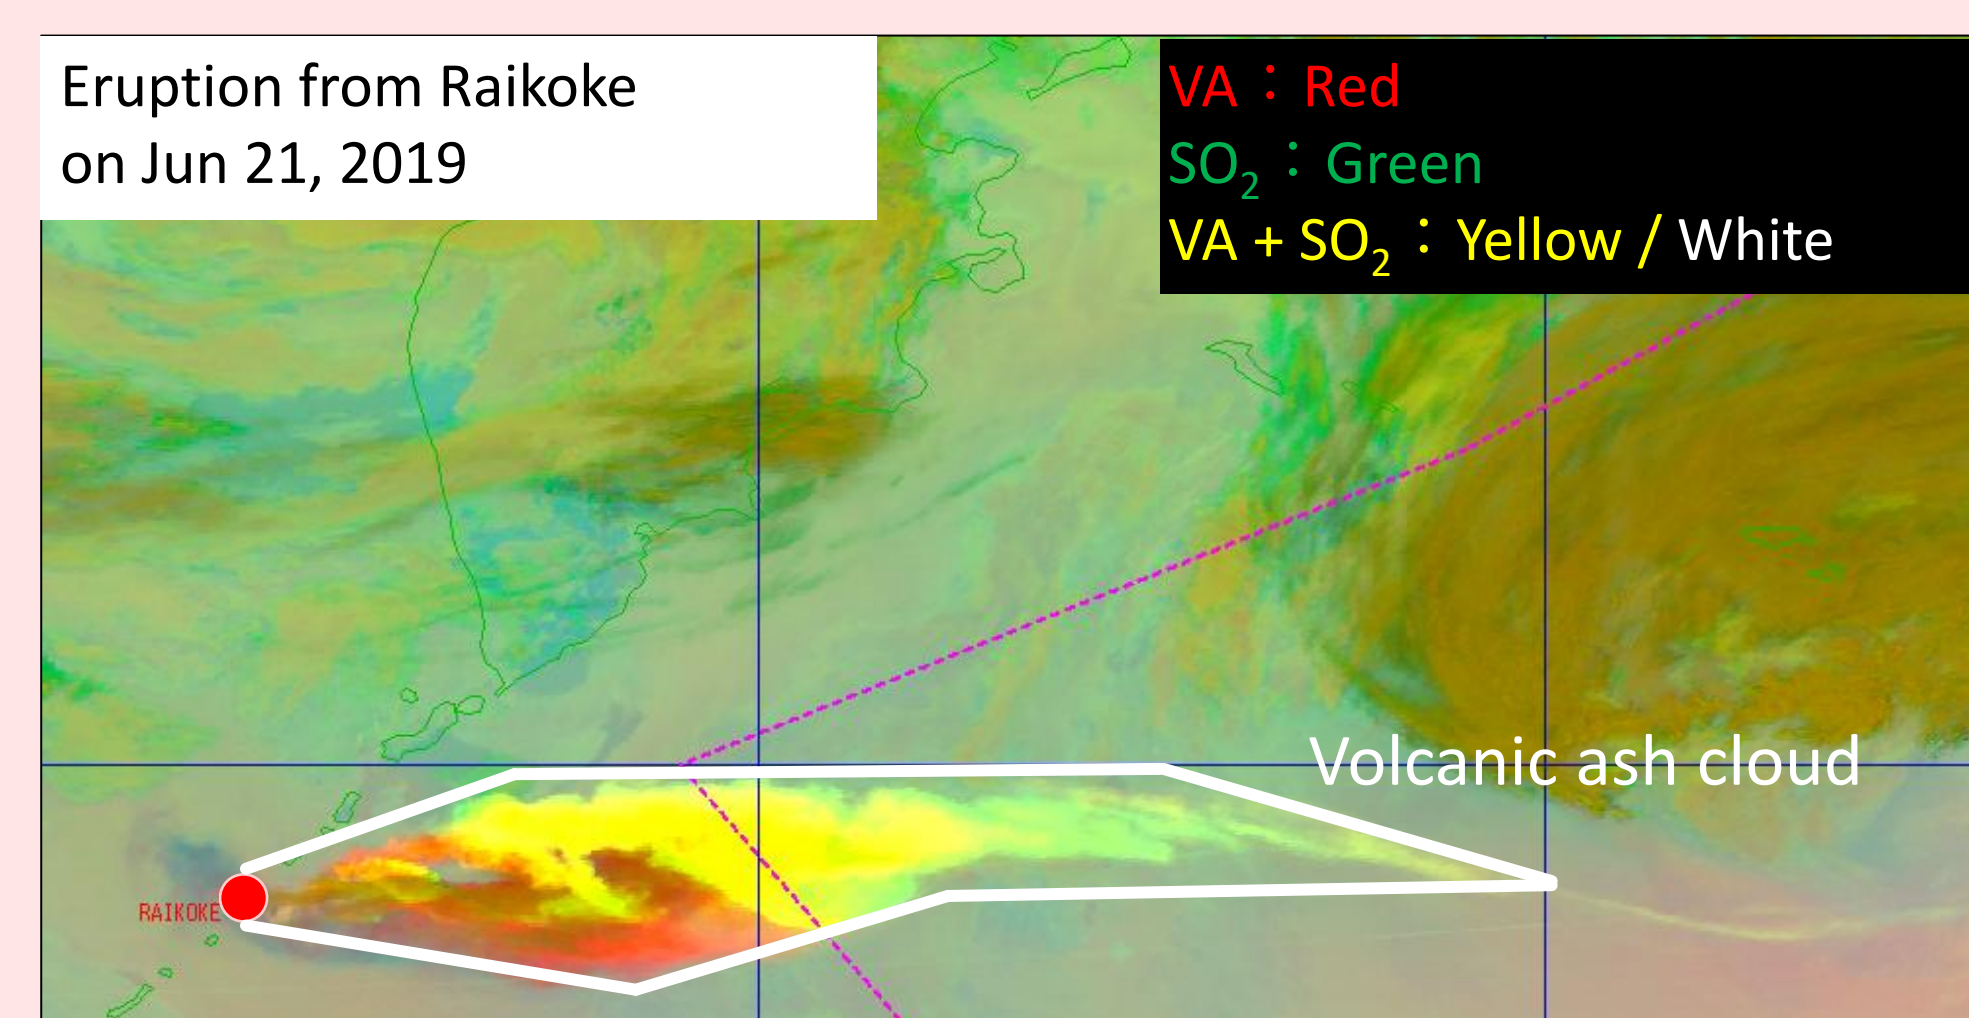 Eruption from Raikoke
on Jun 21, 2019
VA：Red
SO₂：Green
VA + SO₂：Yellow / White
Volcanic ash cloud
RAIKOKE